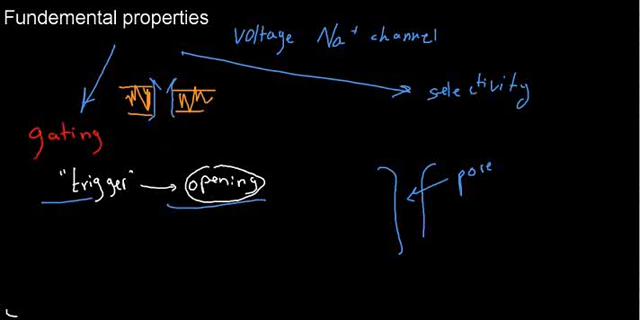 Fundemental properties
voltage Na+ channel
selectivity
gating
"trigger" → opening
pore